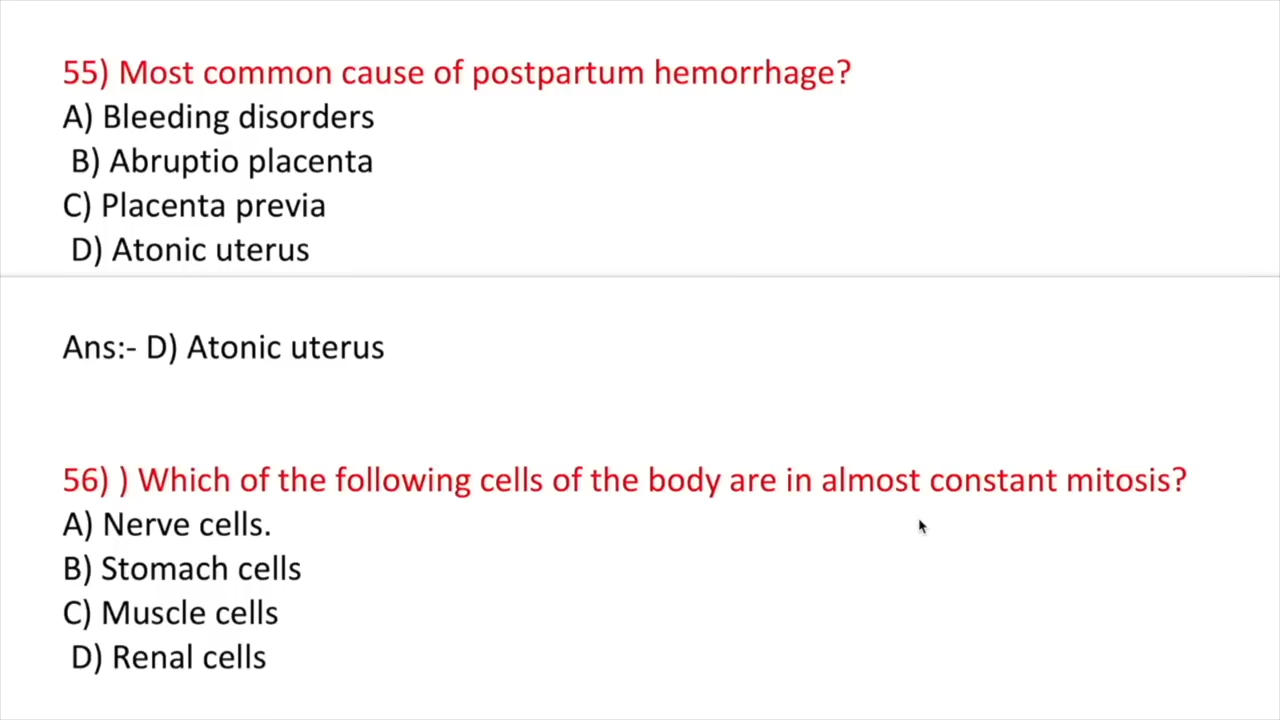 55) Most common cause of postpartum hemorrhage?
A) Bleeding disorders
B) Abruptio placenta
C) Placenta previa
D) Atonic uterus
Ans:- D) Atonic uterus
56) ) Which of the following cells of the body are in almost constant mitosis?
A) Nerve cells.
B) Stomach cells
C) Muscle cells
D) Renal cells